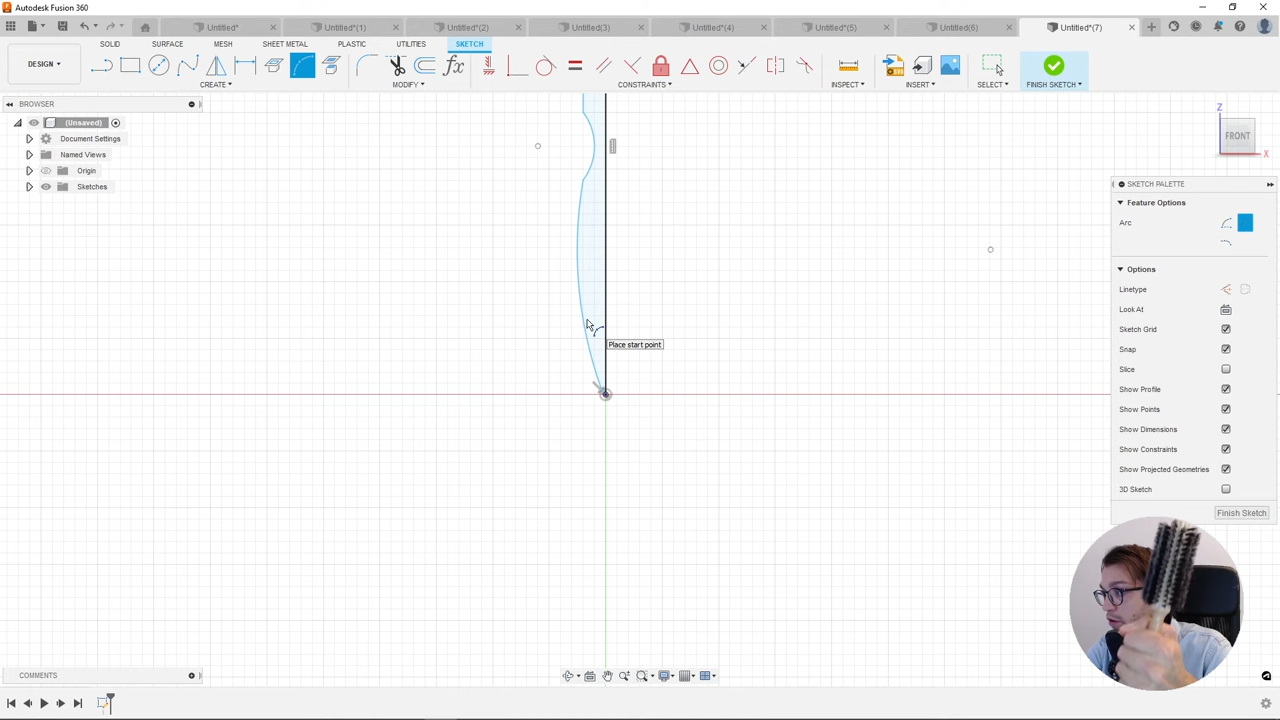 Autodesk Fusion 360
Untitled* Untitled*(1) Untitled*(2) Untitled(3) Untitled*(4) Untitled*(5) Untitled(6) Untitled*(7)
SOLID SURFACE MESH SHEET METAL PLASTIC UTILITIES SKETCH
DESIGN
CREATE MODIFY CONSTRAINTS INSPECT INSERT SELECT FINISH SKETCH
BROWSER
(Unsaved)
Document Settings
Named Views
Origin
Sketches
Z
FRONT
X
SKETCH PALETTE
Feature Options
Arc
Options
Linetype
Look At
Sketch Grid
Snap
Slice
Show Profile
Show Points
Show Dimensions
Show Constraints
Show Projected Geometries
3D Sketch
Finish Sketch
Place start point
COMMENTS